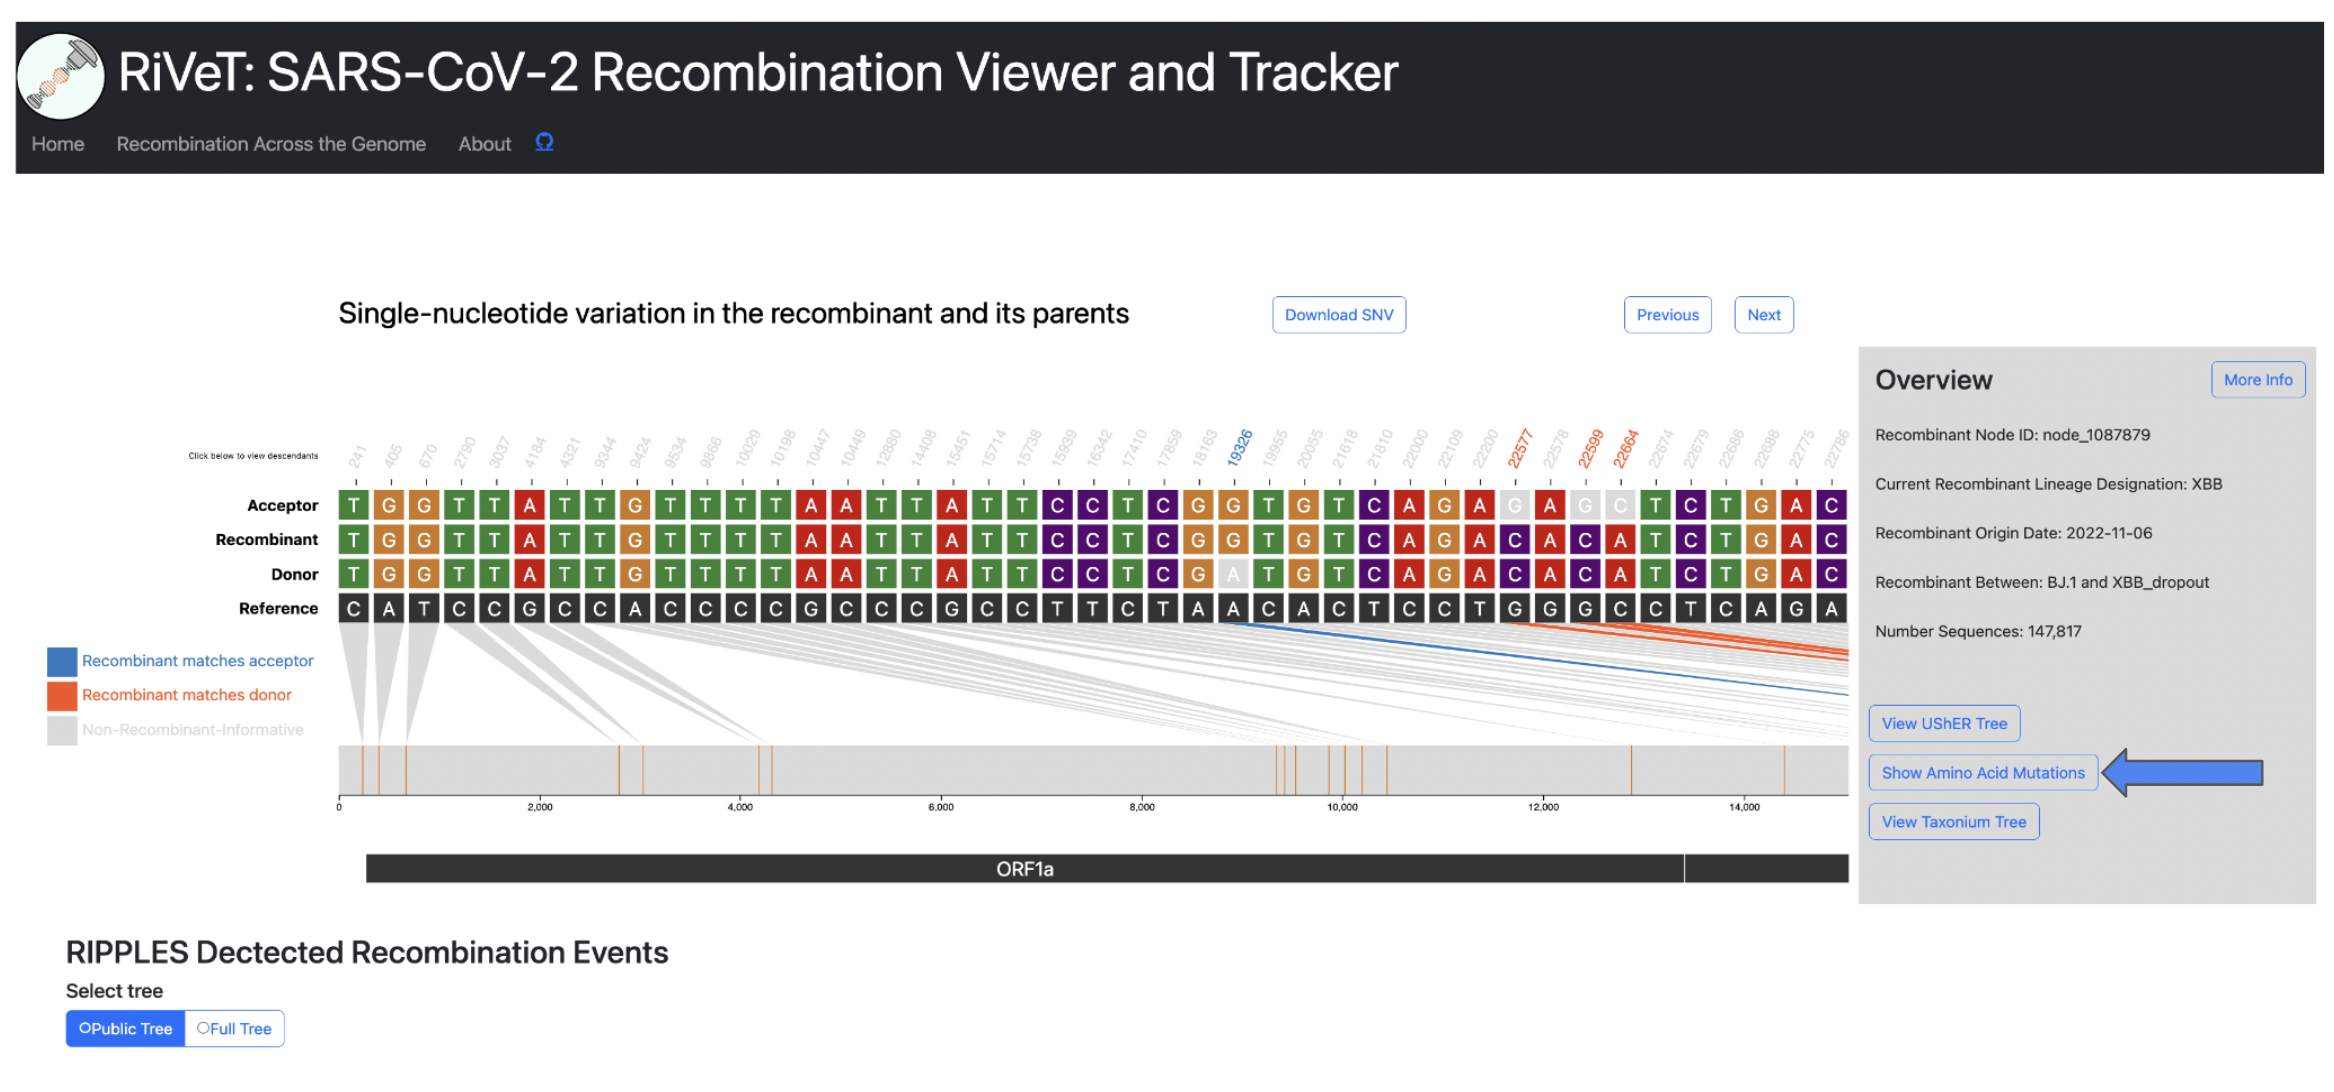 RiVeT: SARS-CoV-2 Recombination Viewer and Tracker
Home Recombination Across the Genome About
Single-nucleotide variation in the recombinant and its parents
Download SNV
Previous
Next
Overview
More Info
Recombinant Node ID: node_1087879
Current Recombinant Lineage Designation: XBB
Recombinant Origin Date: 2022-11-06
Recombinant Between: BJ.1 and XBB_dropout
Number Sequences: 147,817
View UShER Tree
Show Amino Acid Mutations
View Taxonium Tree
Click below to view descendants
241 405 670 2790 3037 4184 4321 9344 9424 9534 9866 10029 10198 10447 10449 12880 14408 15451 15714 15738 15939 16342 17410 17859 18163 19326 19955 20055 21618 21810 22000 22109 22200 22577 22578 22599 22664 22674 22679 22686 22688 22775 22786
Acceptor T G G T T A T T G T T T T A A T T A T T C C T C G G T G T C A G A G A G C T C T G A C
Recombinant T G G T T A T T G T T T T A A T T A T T C C T C G G T G T C A G A C A C A T C T G A C
Donor T G G T T A T T G T T T T A A T T A T T C C T C G A T G T C A G A C A C A T C T G A C
Reference C A T C C G C C A C C C C G C C C G C C T T C T A A C A C T C C T G G G C C T C A G A
Recombinant matches acceptor
Recombinant matches donor
Non-Recombinant-Informative
0 2,000 4,000 6,000 8,000 10,000 12,000 14,000
ORF1a
RIPPLES Dectected Recombination Events
Select tree
Public Tree Full Tree